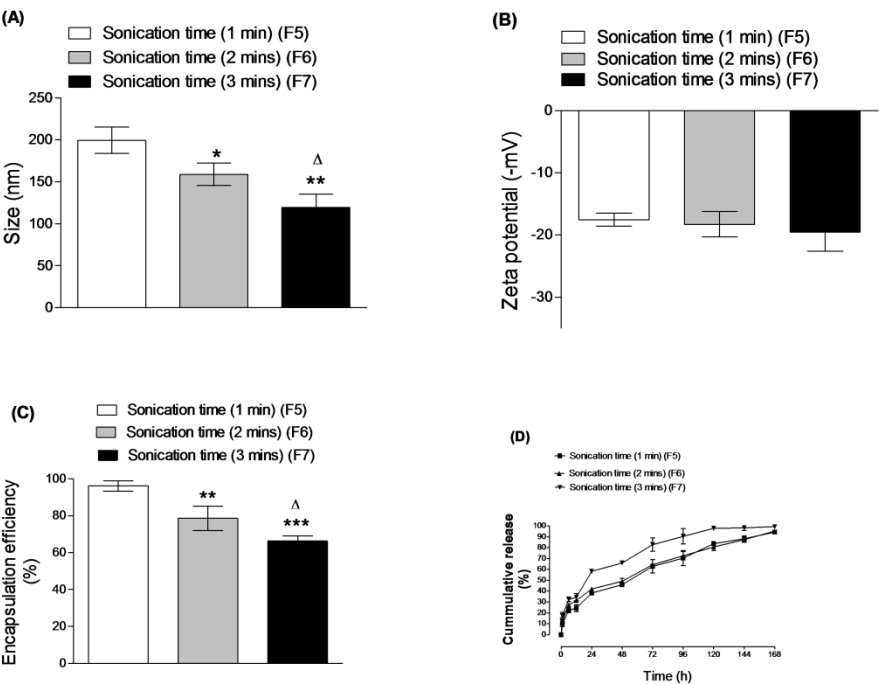 (A)
Sonication time (1 min) (F5)
Sonication time (2 mins) (F6)
Sonication time (3 mins) (F7)
Size (nm)
250
200
150
100
50
0
*
Δ
**
(B)
Sonication time (1 min) (F5)
Sonication time (2 mins) (F6)
Sonication time (3 mins) (F7)
Zeta potential (-mV)
0
-10
-20
-30
(C)
Sonication time (1 min) (F5)
Sonication time (2 mins) (F6)
Sonication time (3 mins) (F7)
Encapsulation efficiency
(%)
100
80
60
40
20
0
**
Δ
***
(D)
Sonication time (1 min) (F5)
Sonication time (2 mins) (F6)
Sonication time (3 mins) (F7)
Cummulative release
(%)
100
90
80
70
60
50
40
30
20
10
0
0 24 48 72 96 120 144 168
Time (h)